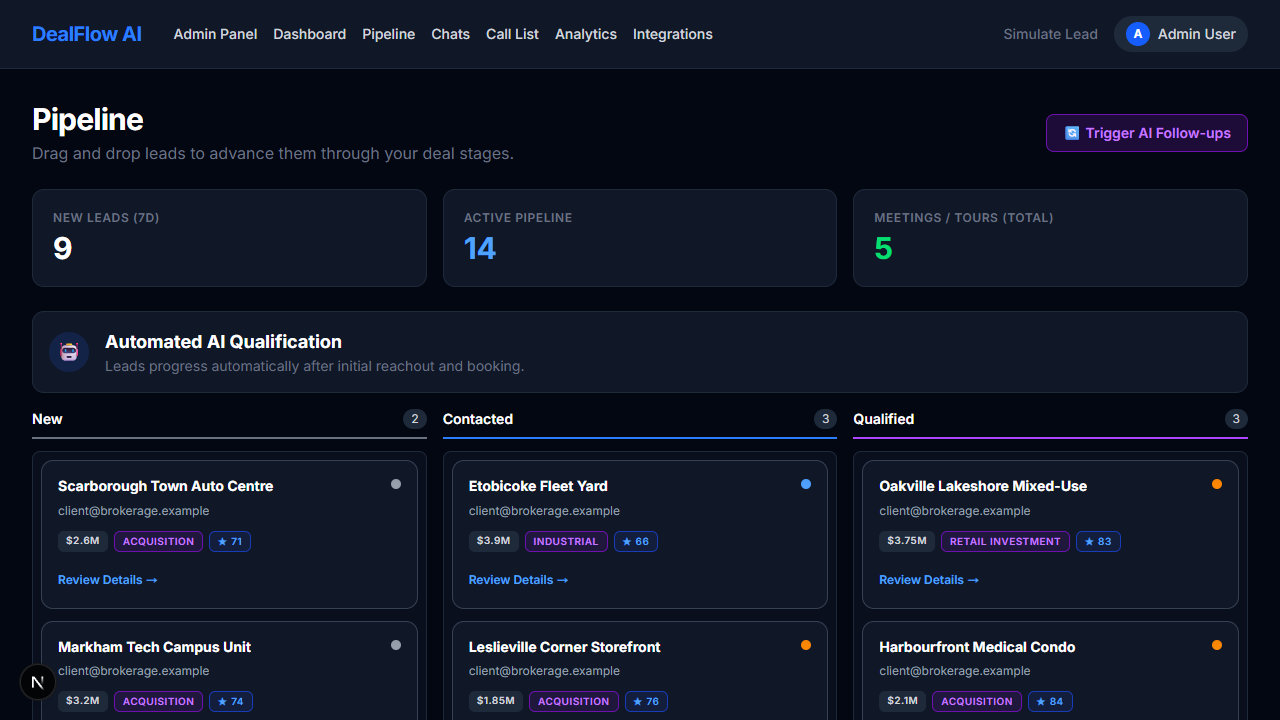 DealFlow AI Admin Panel Dashboard Pipeline Chats Call List Analytics Integrations Simulate Lead A Admin User
Pipeline
Drag and drop leads to advance them through your deal stages.
Trigger AI Follow-ups
NEW LEADS (7D)
9
ACTIVE PIPELINE
14
MEETINGS / TOURS (TOTAL)
5
Automated AI Qualification
Leads progress automatically after initial reachout and booking.
New 2
Scarborough Town Auto Centre
client@brokerage.example
$2.6M ACQUISITION ★ 71
Review Details →
Markham Tech Campus Unit
client@brokerage.example
$3.2M ACQUISITION ★ 74
Contacted 3
Etobicoke Fleet Yard
client@brokerage.example
$3.9M INDUSTRIAL ★ 66
Review Details →
Leslieville Corner Storefront
client@brokerage.example
$1.85M ACQUISITION ★ 76
Qualified 3
Oakville Lakeshore Mixed-Use
client@brokerage.example
$3.75M RETAIL INVESTMENT ★ 83
Review Details →
Harbourfront Medical Condo
client@brokerage.example
$2.1M ACQUISITION ★ 84
N